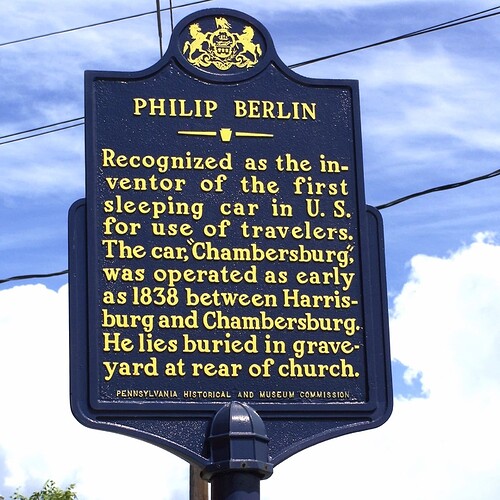 PHILIP BERLIN
Recognized as the in-
ventor of the first
sleeping car in U. S.
for use of travelers.
The car, "Chambersburg",
was operated as early
as 1838 between Harris-
burg and Chambersburg.
He lies buried in grave-
yard at rear of church.
PENNSYLVANIA HISTORICAL AND MUSEUM COMMISSION